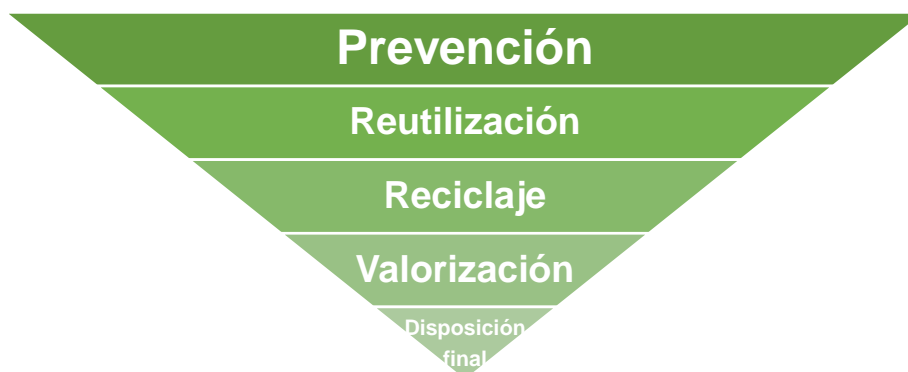 Prevención
Reutilización
Reciclaje
Valorización
Disposición
final